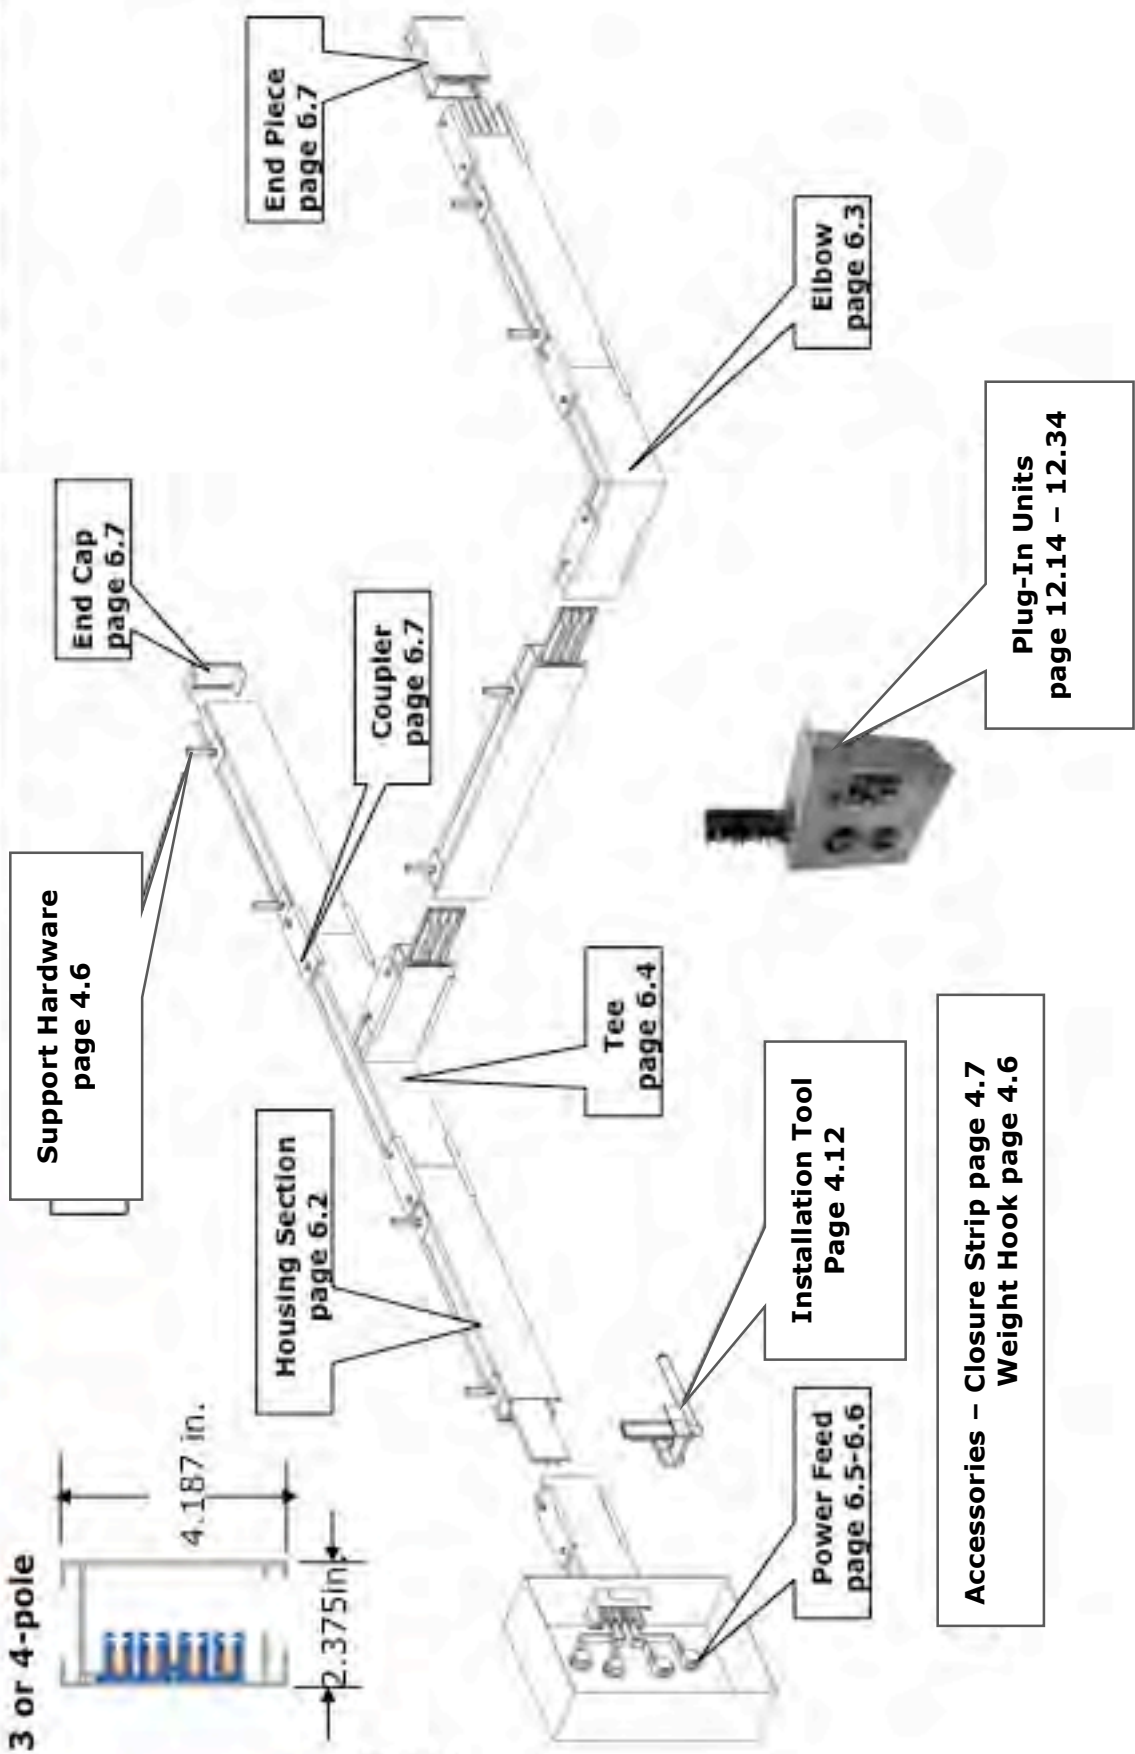 3 or 4-pole
4.187 in.
2.375in.
Support Hardware
page 4.6
End Cap
page 6.7
End Piece
page 6.7
Housing Section
page 6.2
Coupler
page 6.7
Tee
page 6.4
Elbow
page 6.3
Power Feed
page 6.5-6.6
Installation Tool
Page 4.12
Plug-In Units
page 12.14 – 12.34
Accessories – Closure Strip page 4.7
Weight Hook page 4.6